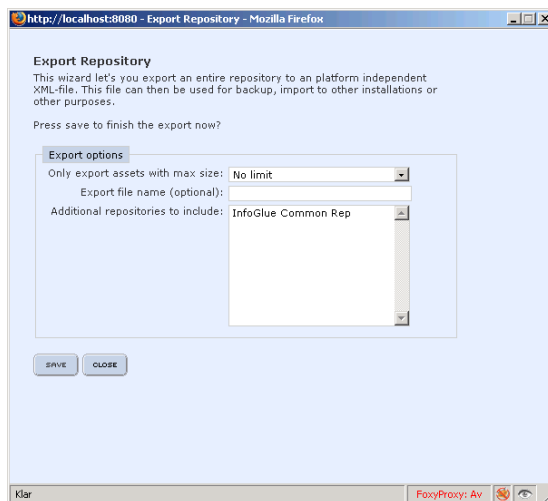 http://localhost:8080 - Export Repository - Mozilla Firefox
Export Repository
This wizard let's you export an entire repository to an platform independent
XML-file. This file can then be used for backup, import to other installations or
other purposes.
Press save to finish the export now?
Export options
Only export assets with max size: No limit
Export file name (optional):
Additional repositories to include: InfoGlue Common Rep
SAVE CLOSE
Klar FoxyProxy: Av